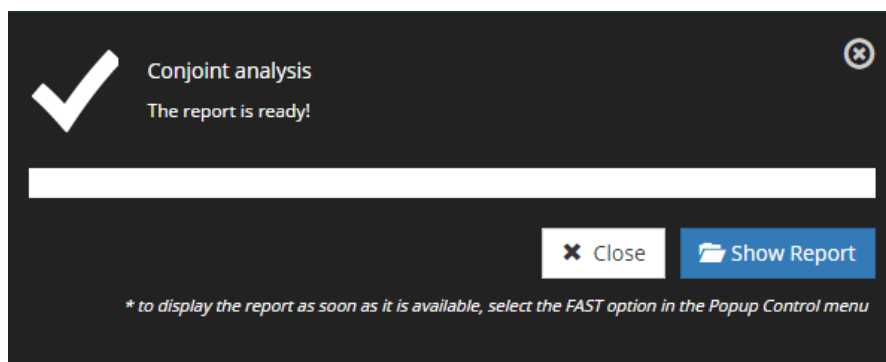 Conjoint analysis
The report is ready!
Close
Show Report
* to display the report as soon as it is available, select the FAST option in the Popup Control menu